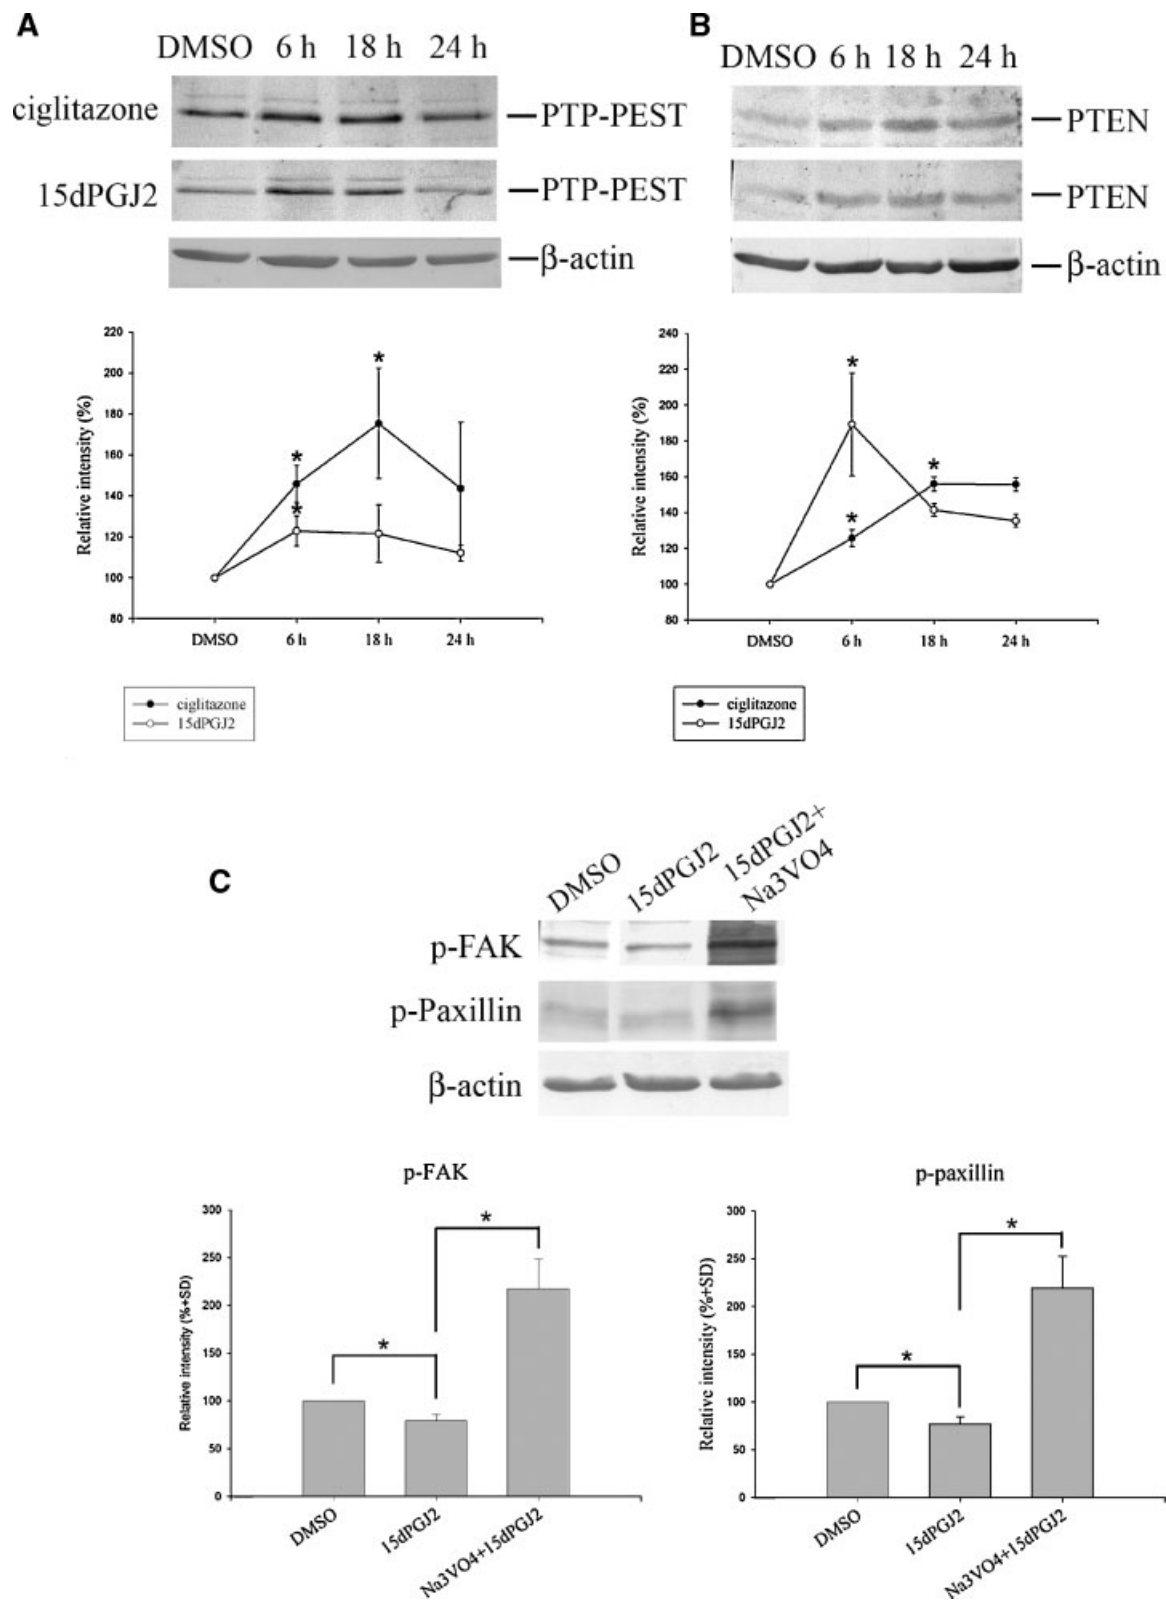 A
DMSO 6 h 18 h 24 h
ciglitazone
PTP-PEST
15dPGJ2
PTP-PEST
β-actin
B
DMSO 6 h 18 h 24 h
PTEN
PTEN
β-actin
Relative intensity (%)
220
200
180
160
140
120
100
80
*
*
*
DMSO 6 h 18 h 24 h
ciglitazone
15dPGJ2
Relative intensity (%)
240
220
200
180
160
140
120
100
80
*
*
*
DMSO 6 h 18 h 24 h
ciglitazone
15dPGJ2
C
DMSO
15dPGJ2
15dPGJ2+
Na3VO4
p-FAK
p-Paxillin
β-actin
p-FAK
Relative intensity (%+SD)
300
250
200
150
100
50
0
*
*
DMSO
15dPGJ2
Na3VO4+15dPGJ2
p-paxillin
Relative intensity (%+SD)
300
250
200
150
100
50
0
*
*
DMSO
15dPGJ2
Na3VO4+15dPGJ2